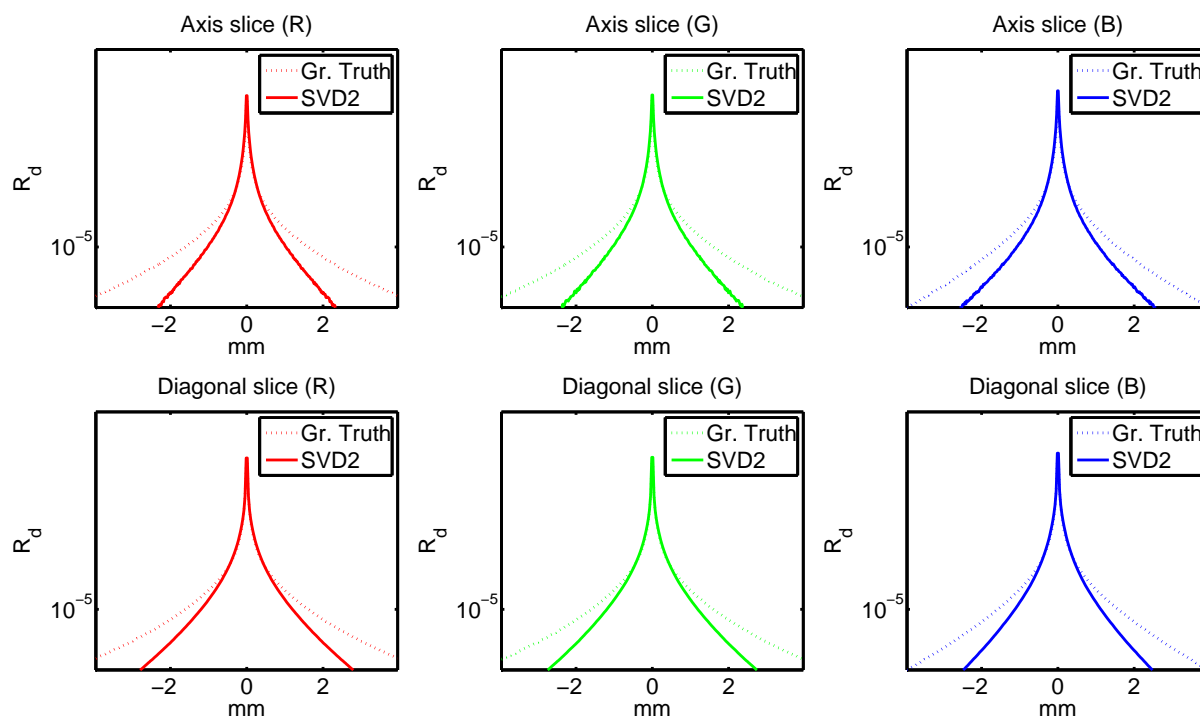 Axis slice (R)
Gr. Truth
SVD2
R_d
10^−5
−2 0 2
mm
Axis slice (G)
Gr. Truth
SVD2
R_d
10^−5
−2 0 2
mm
Axis slice (B)
Gr. Truth
SVD2
R_d
10^−5
−2 0 2
mm
Diagonal slice (R)
Gr. Truth
SVD2
R_d
10^−5
−2 0 2
mm
Diagonal slice (G)
Gr. Truth
SVD2
R_d
10^−5
−2 0 2
mm
Diagonal slice (B)
Gr. Truth
SVD2
R_d
10^−5
−2 0 2
mm